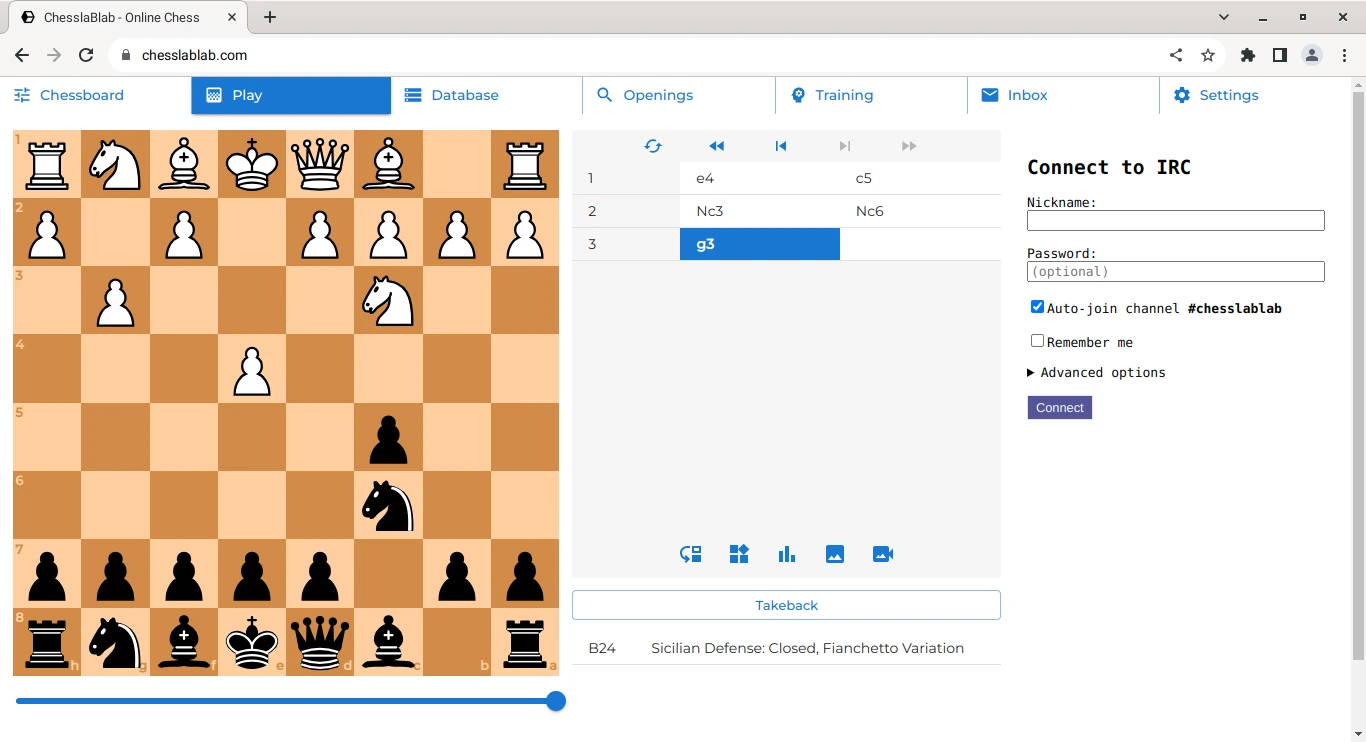 ChesslaBlab - Online Chess
chesslablab.com
Chessboard Play Database Openings Training Inbox Settings
1
2
3
4
5
6
7
8
h g f e d c b a
1 e4 c5
2 Nc3 Nc6
3 g3
Takeback
B24 Sicilian Defense: Closed, Fianchetto Variation
Connect to IRC
Nickname:
Password:
(optional)
Auto-join channel #chesslablab
Remember me
Advanced options
Connect